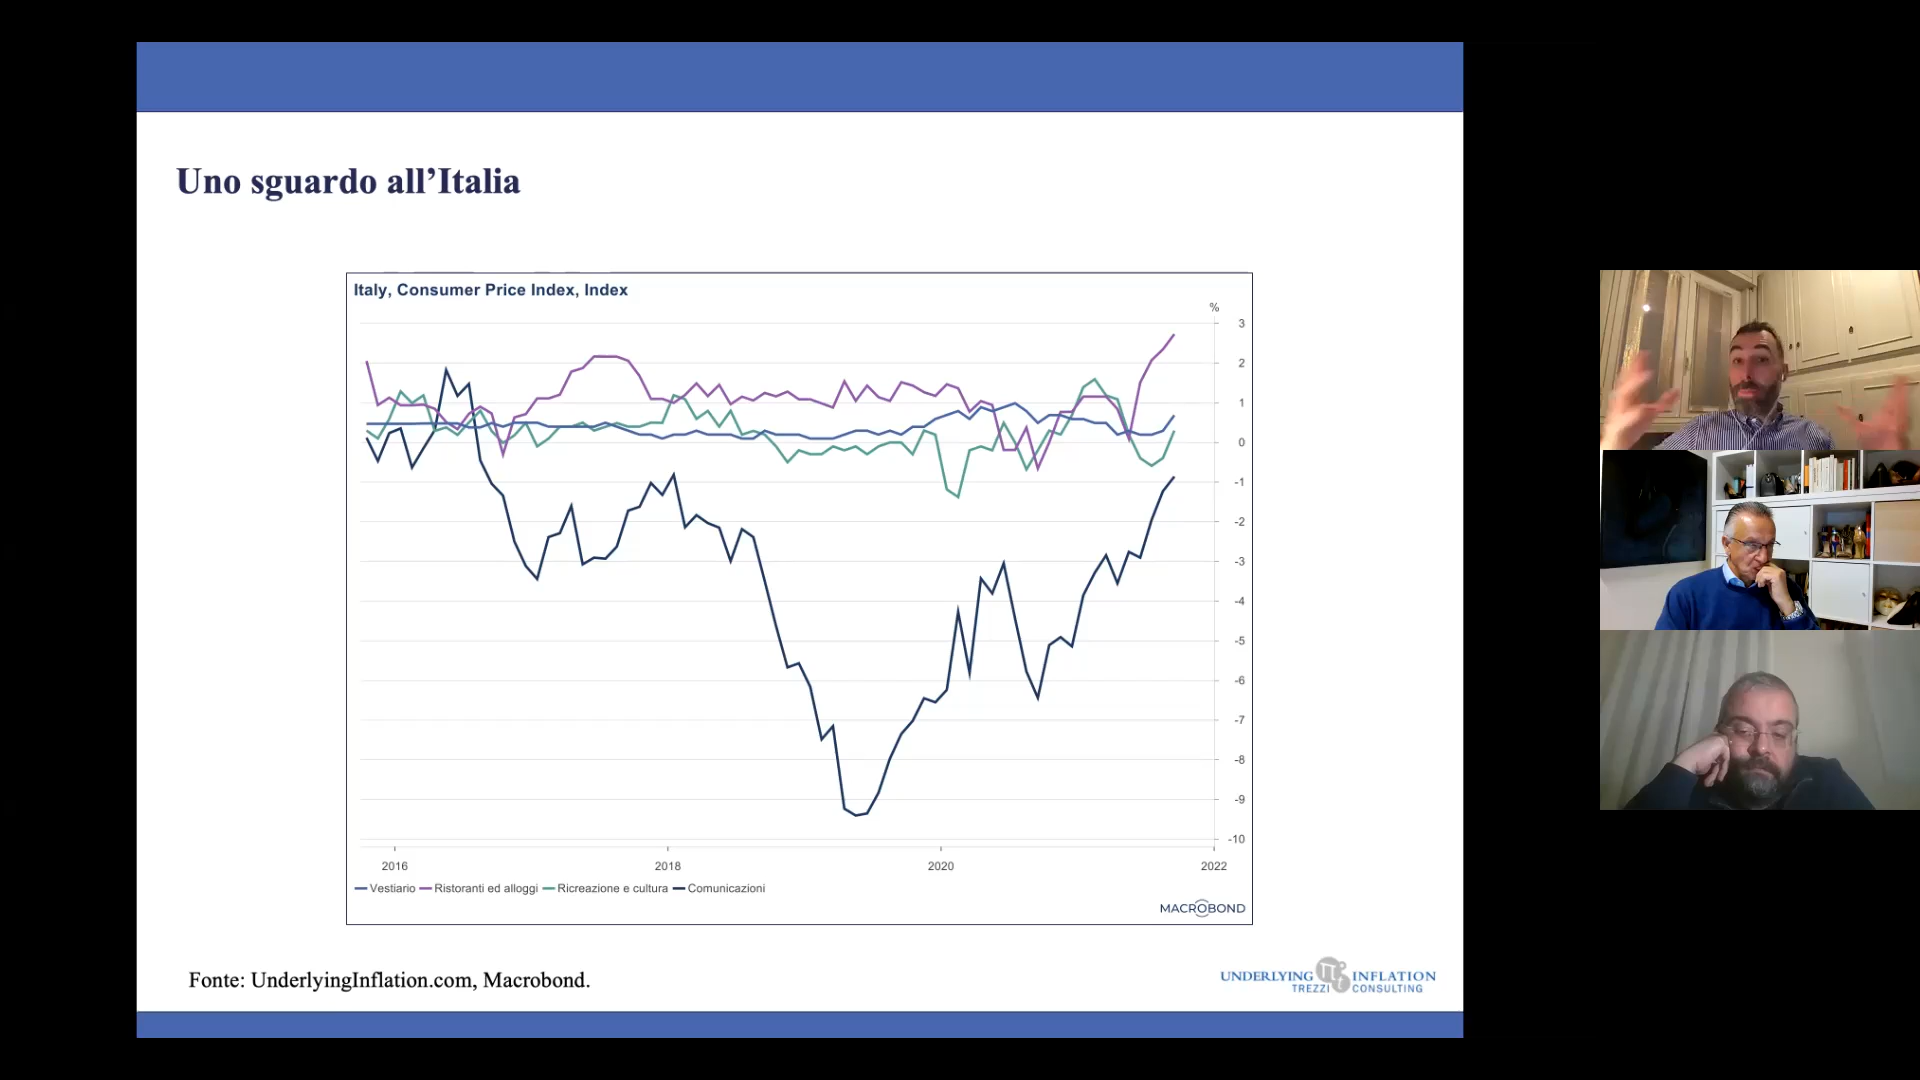 Uno sguardo all’Italia
Italy, Consumer Price Index, Index
%
3
2
1
0
-1
-2
-3
-4
-5
-6
-7
-8
-9
-10
2016 2018 2020 2022
Vestiario Ristoranti ed alloggi Ricreazione e cultura Comunicazioni
MACROBOND
Fonte: UnderlyingInflation.com, Macrobond.
UNDERLYING INFLATION
TREZZI CONSULTING